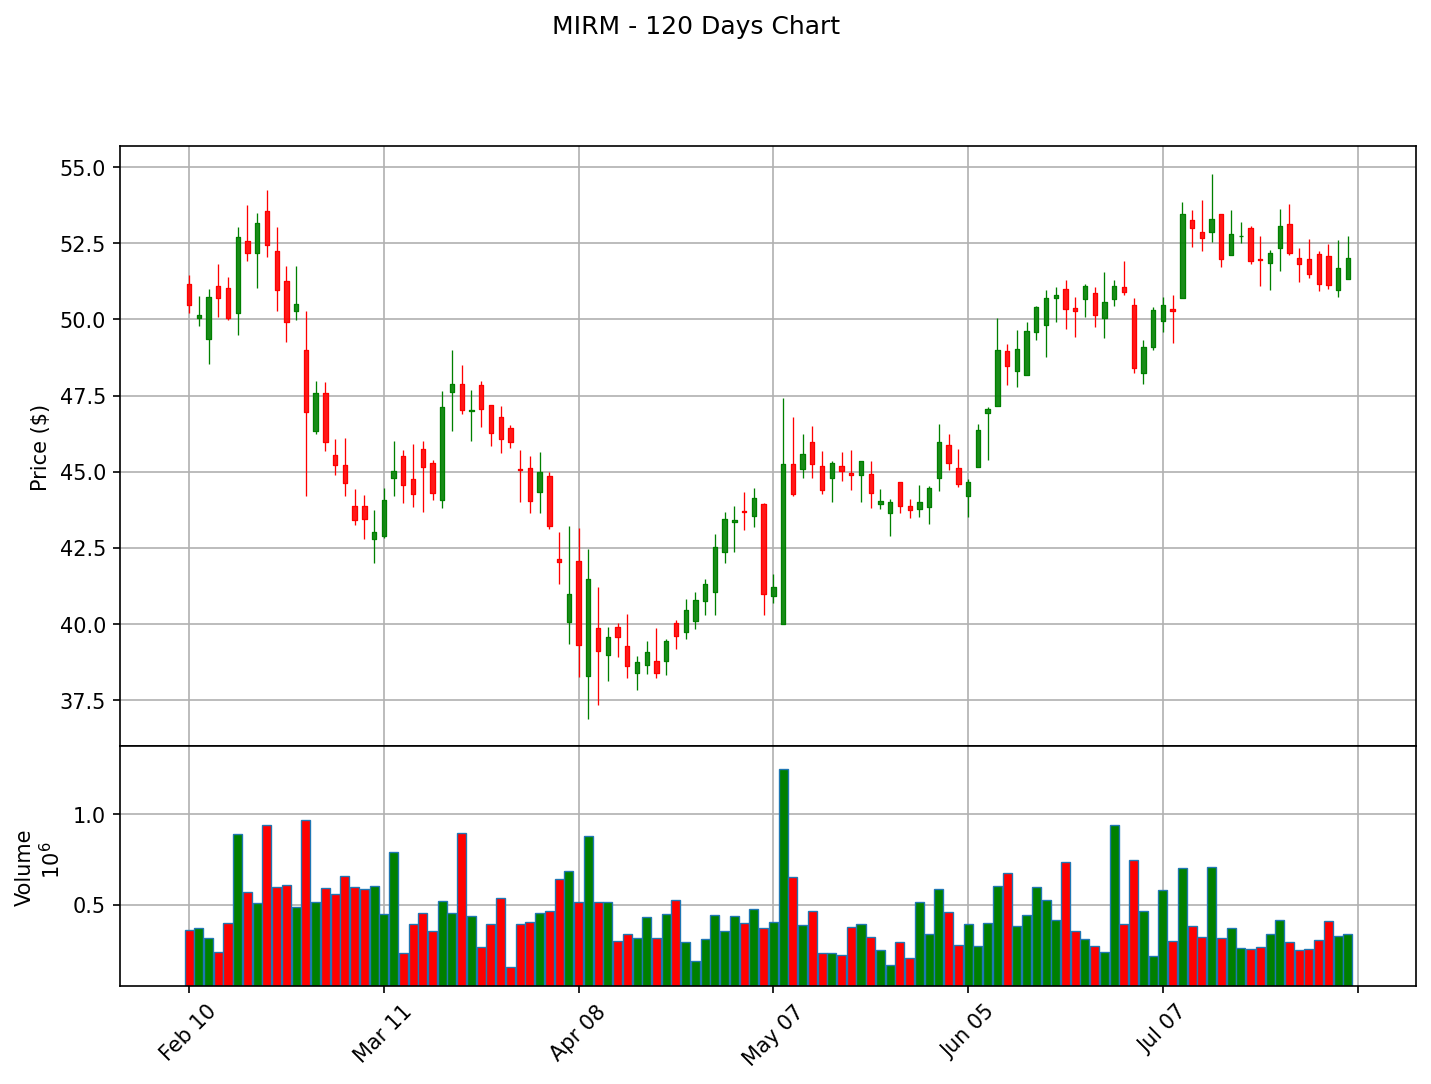 MIRM - 120 Days Chart
55.0
52.5
50.0
47.5
45.0
42.5
40.0
37.5
Price ($)
1.0
0.5
Volume
10^6
Feb 10
Mar 11
Apr 08
May 07
Jun 05
Jul 07